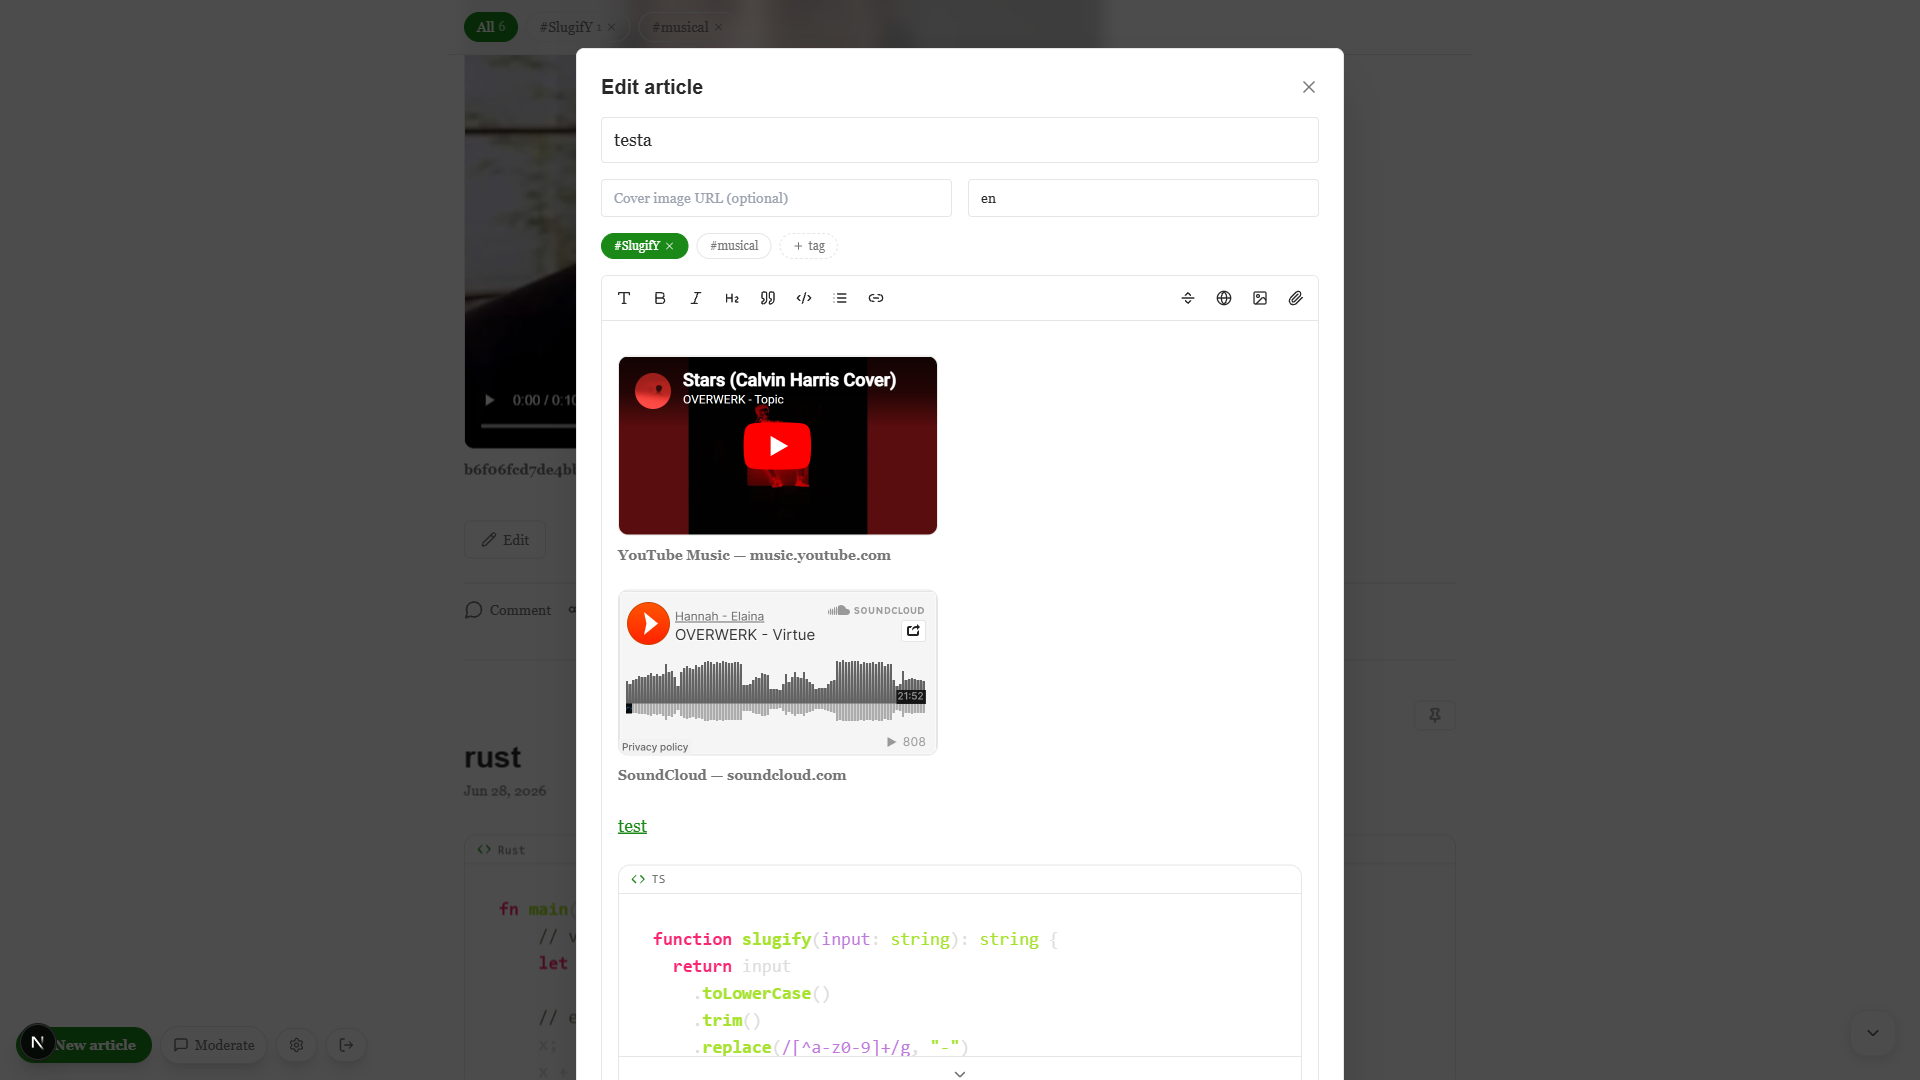 All 6
#SlugifY 1
#musical
Edit article
testa
Cover image URL (optional)
en
#SlugifY
#musical
+ tag
T B I H2
Stars (Calvin Harris Cover)
OVERWERK - Topic
YouTube Music — music.youtube.com
Hannah - Elaina
SOUNDCLOUD
OVERWERK - Virtue
21:52
Privacy policy
808
SoundCloud — soundcloud.com
test
<> TS
function slugify(input: string): string {
return input
.toLowerCase()
.trim()
.replace(/[^a-z0-9]+/g, "-")
0:00 / 0:10
Edit
Comment
rust
Jun 28, 2026
<> Rust
fn main(
//
let
//
x;
x +
N
New article
Moderate